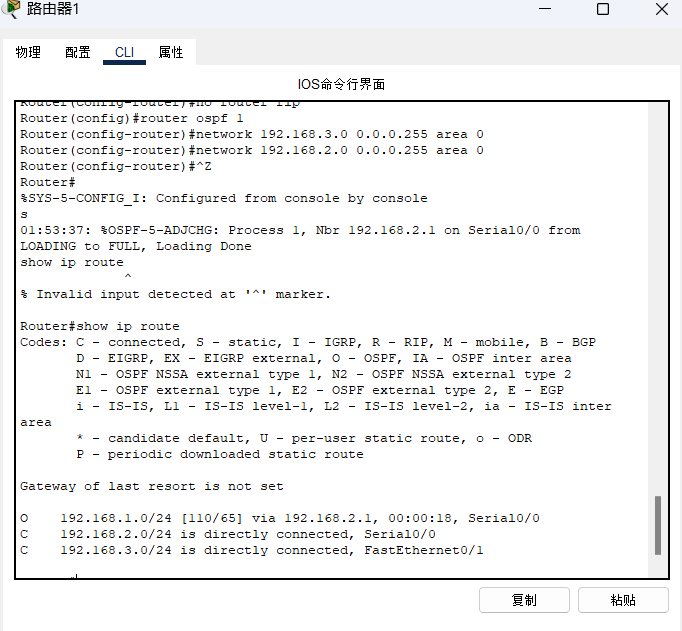 路由器1
物理 配置 CLI 属性
IOS命令行界面
Router(config-router)#no router rip
Router(config)#router ospf 1
Router(config-router)#network 192.168.3.0 0.0.0.255 area 0
Router(config-router)#network 192.168.2.0 0.0.0.255 area 0
Router(config-router)#^Z
Router#
%SYS-5-CONFIG_I: Configured from console by console
s
01:53:37: %OSPF-5-ADJCHG: Process 1, Nbr 192.168.2.1 on Serial0/0 from
LOADING to FULL, Loading Done
show ip route
^
% Invalid input detected at '^' marker.
Router#show ip route
Codes: C - connected, S - static, I - IGRP, R - RIP, M - mobile, B - BGP
D - EIGRP, EX - EIGRP external, O - OSPF, IA - OSPF inter area
N1 - OSPF NSSA external type 1, N2 - OSPF NSSA external type 2
E1 - OSPF external type 1, E2 - OSPF external type 2, E - EGP
i - IS-IS, L1 - IS-IS level-1, L2 - IS-IS level-2, ia - IS-IS inter
area
* - candidate default, U - per-user static route, o - ODR
P - periodic downloaded static route
Gateway of last resort is not set
O 192.168.1.0/24 [110/65] via 192.168.2.1, 00:00:18, Serial0/0
C 192.168.2.0/24 is directly connected, Serial0/0
C 192.168.3.0/24 is directly connected, FastEthernet0/1
复制 粘贴